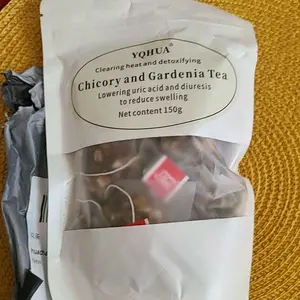 YQHUA
Clearing heat and detoxifying
Chicory and Gardenia Tea
Lowering uric acid and diuresis
to reduce swelling
Net content 150g